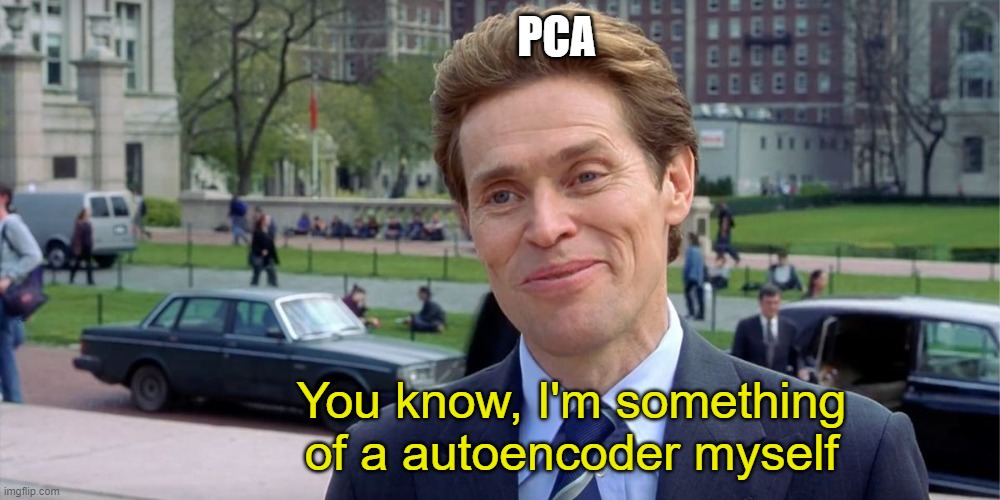 PCA
You know, I'm something
of a autoencoder myself
imgflip.com